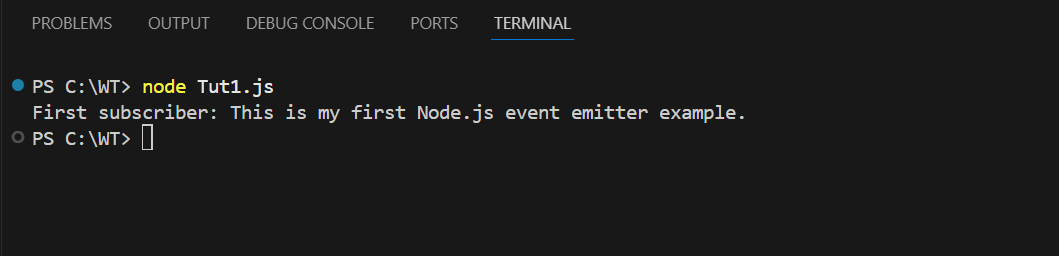 PROBLEMS OUTPUT DEBUG CONSOLE PORTS TERMINAL
PS C:\WT> node Tut1.js
First subscriber: This is my first Node.js event emitter example.
PS C:\WT>